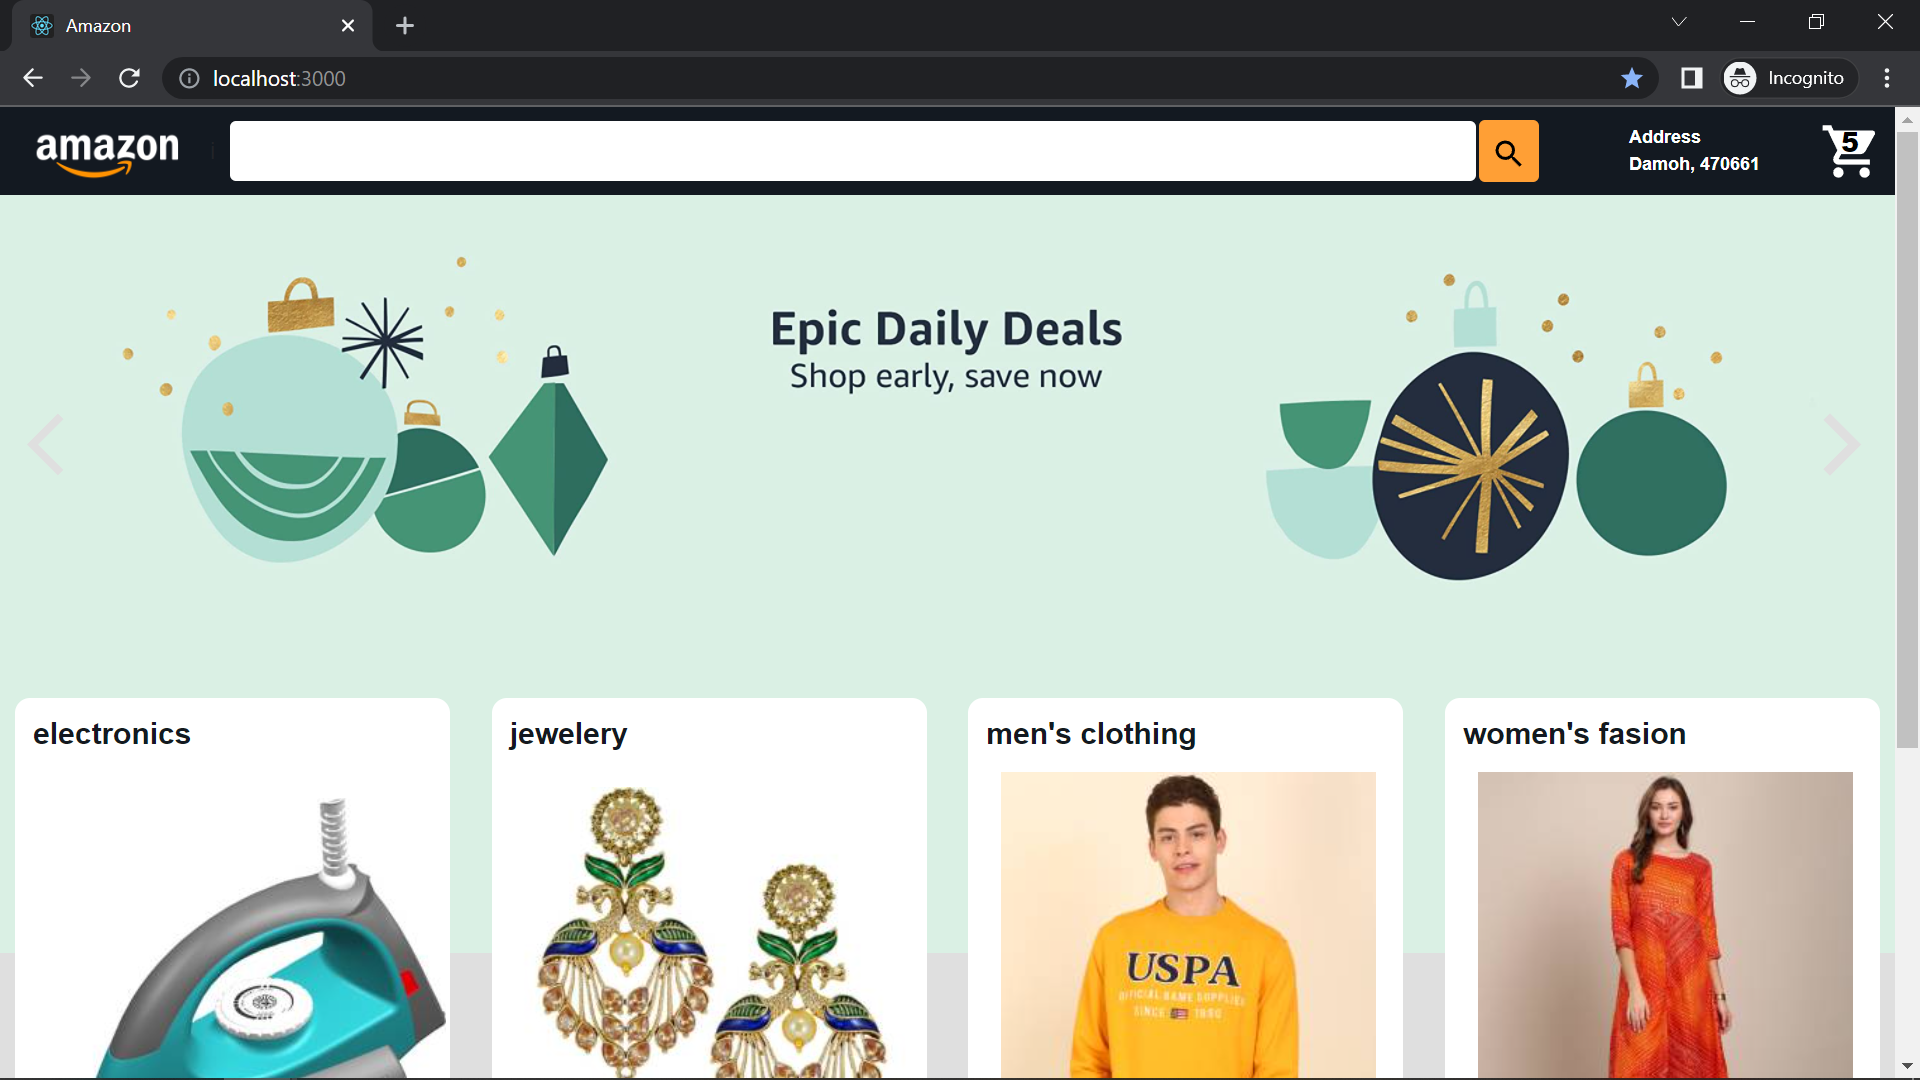 Amazon
localhost:3000
Incognito
amazon
Address
Damoh, 470661
5
Epic Daily Deals
Shop early, save now
electronics
jewelery
men's clothing
women's fasion
USPA
OFFICIAL NAME SUPPLIES
SINCE 1890